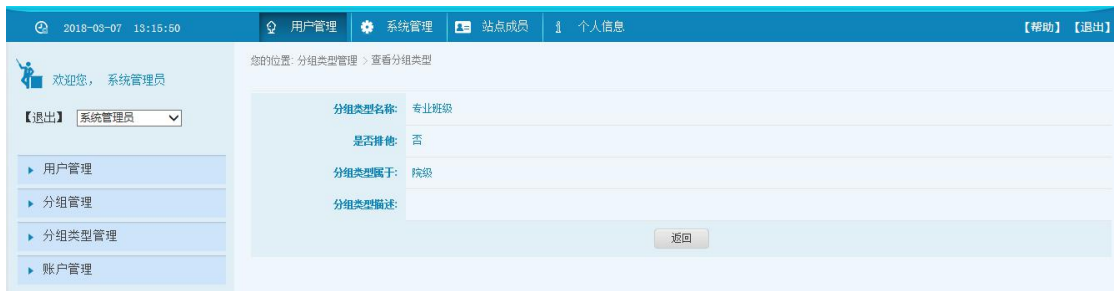 2018-03-07 13:15:50 用户管理 系统管理 站点成员 个人信息 【帮助】【退出】
您的位置: 分组类型管理 > 查看分组类型
欢迎您， 系统管理员
【退出】 系统管理员
分组类型名称: 专业班级
是否排他: 否
分组类型属于: 院级
分组类型描述:
返回
用户管理
分组管理
分组类型管理
账户管理